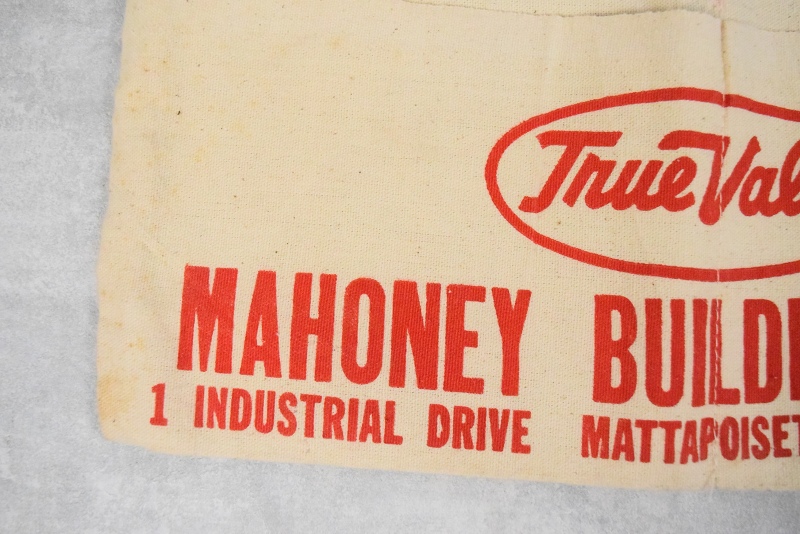 True Val
MAHONEY BUILD
1 INDUSTRIAL DRIVE MATTAPOISET